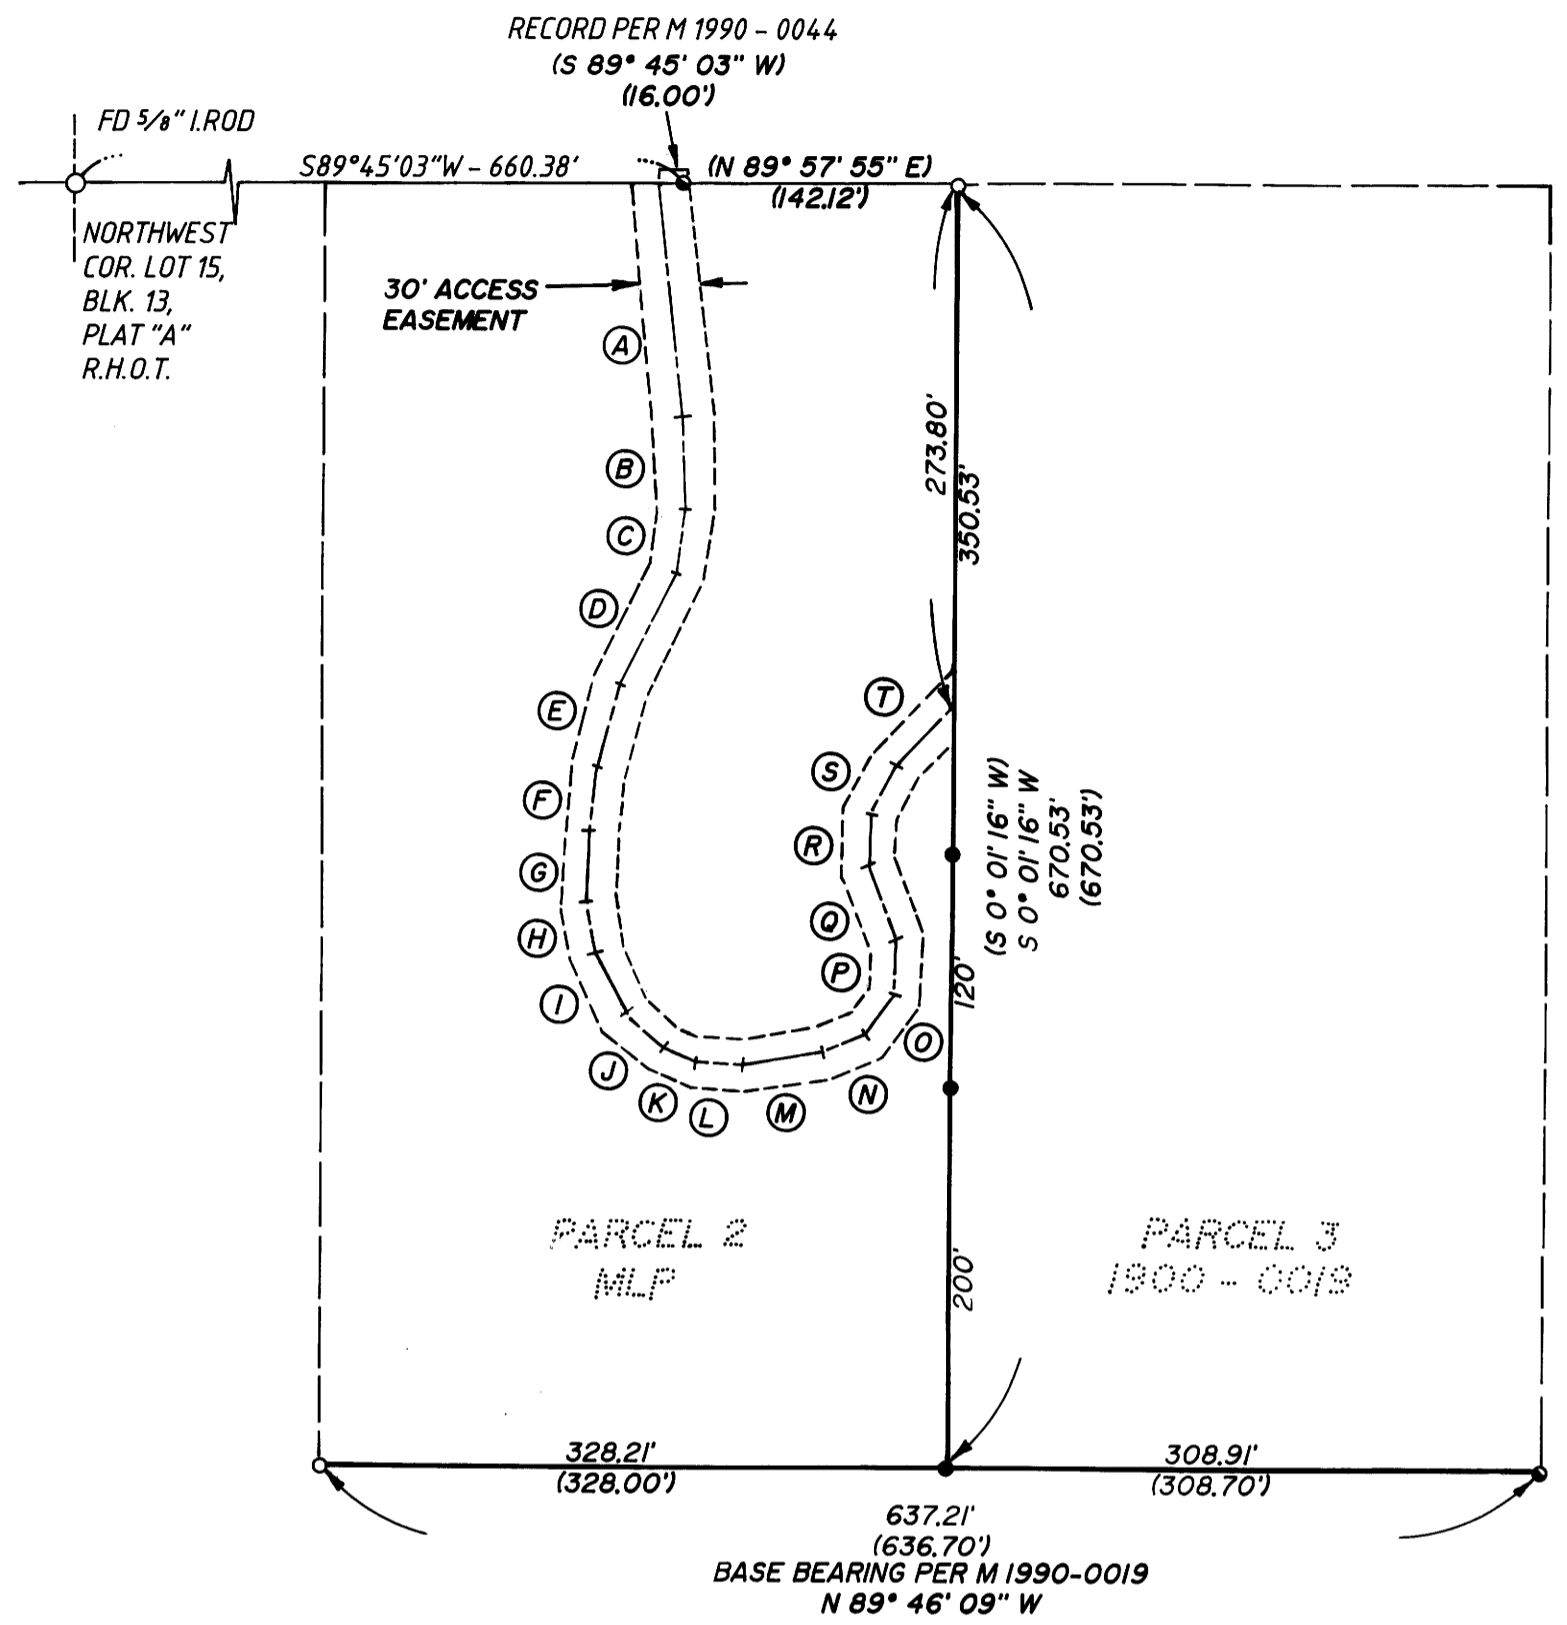 RECORD PER M 1990 - 0044
(S 89° 45' 03" W)
(16.00')
FD 5/8" I.ROD
S89°45'03"W - 660.38'
(N 89° 57' 55" E)
(142.12')
NORTHWEST
COR. LOT 15,
BLK. 13,
PLAT "A"
R.H.O.T.
30' ACCESS
EASEMENT
A
B
C
D
E
F
G
H
I
J
K
L
M
N
O
P
Q
R
S
T
273.80'
350.53'
(S 0° 01' 16" W)
S 0° 01' 16" W
670.53'
(670.53')
120'
200'
PARCEL 2
MLP
PARCEL 3
1900 - 0019
328.21'
(328.00')
308.91'
(308.70')
637.21'
(636.70')
BASE BEARING PER M 1990-0019
N 89° 46' 09" W